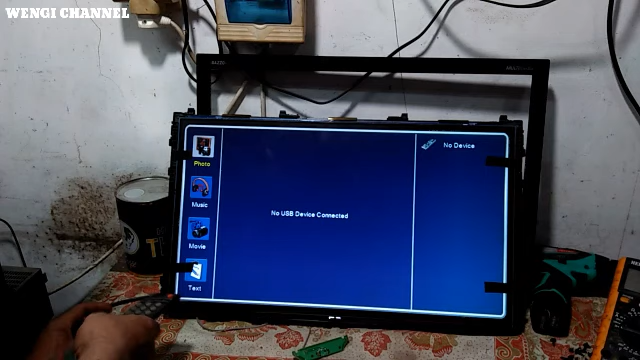 WENGI CHANNEL
No Device
Photo
Music
No USB Device Connected
Movie
Text